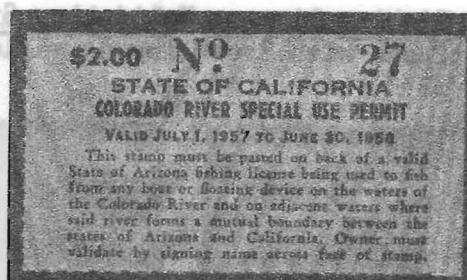 $2.00 Nº 27
STATE OF CALIFORNIA
COLORADO RIVER SPECIAL USE PERMIT
VALID JULY 1, 1957 TO JUNE 30, 1958
This stamp must be pasted on back of a valid
State of Arizona fishing license being used to fish
from any boat or floating device on the waters of
the Colorado River and on adjacent waters where
said river forms a mutual boundary between the
states of Arizona and California. Owner must
validate by signing name across face of stamp.